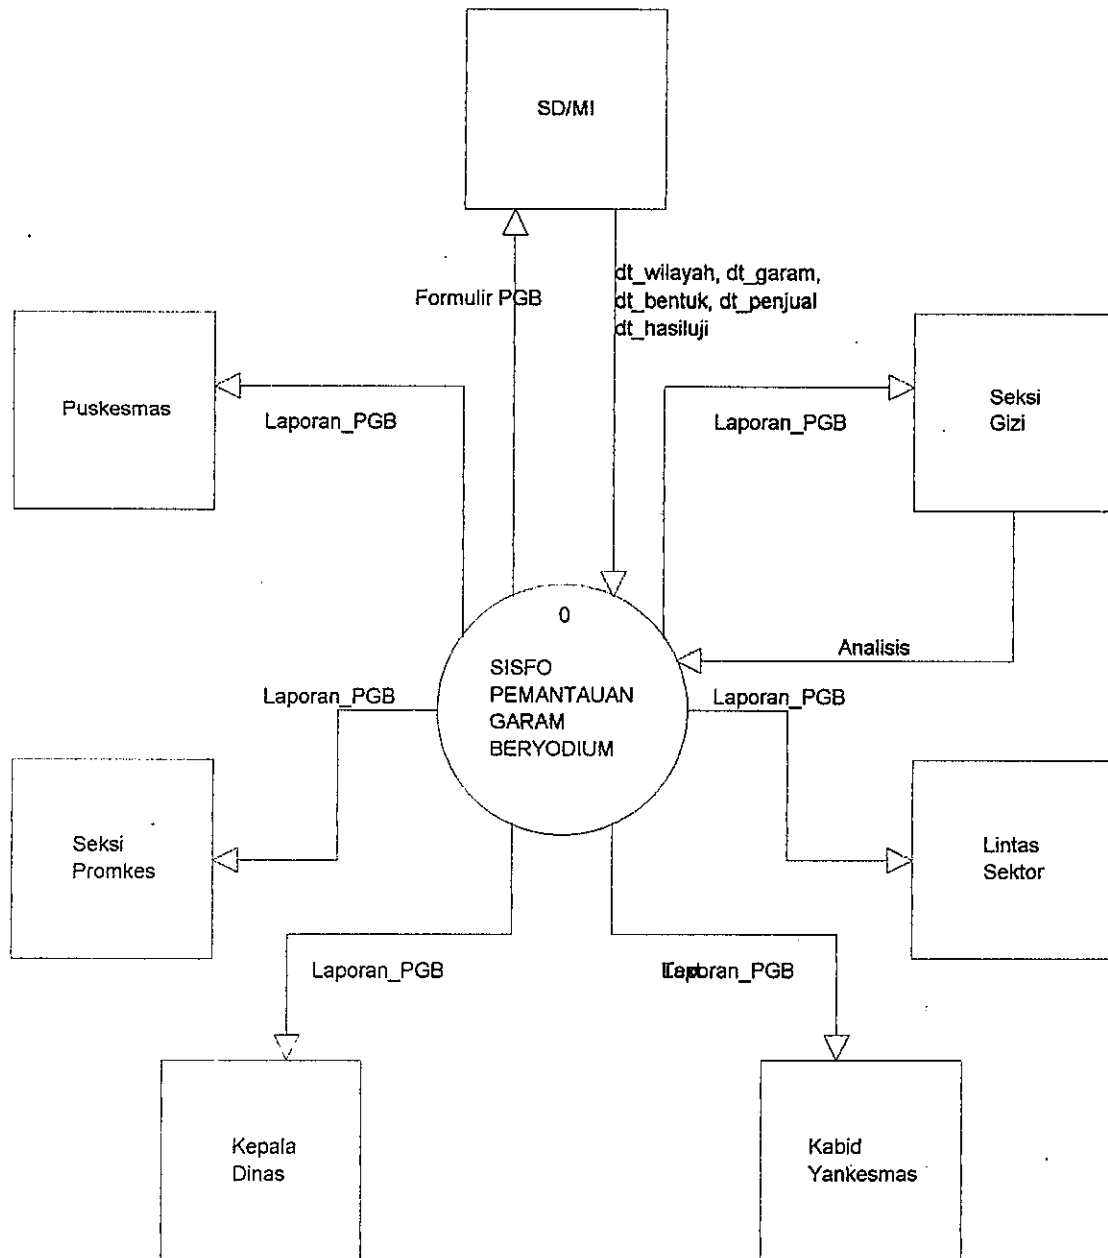 SD/MI
Formulir PGB
dt_wilayah, dt_garam,
dt_bentuk, dt_penjual
dt_hasiluji
Puskesmas
Laporan_PGB
Laporan_PGB
Seksi
Gizi
0
SISFO
PEMANTAUAN
GARAM
BERYODIUM
Analisis
Laporan_PGB
Laporan_PGB
Seksi
Promkes
Lintas
Sektor
Laporan_PGB
Laporan_PGB
Kepala
Dinas
Kabid
Yankesmas